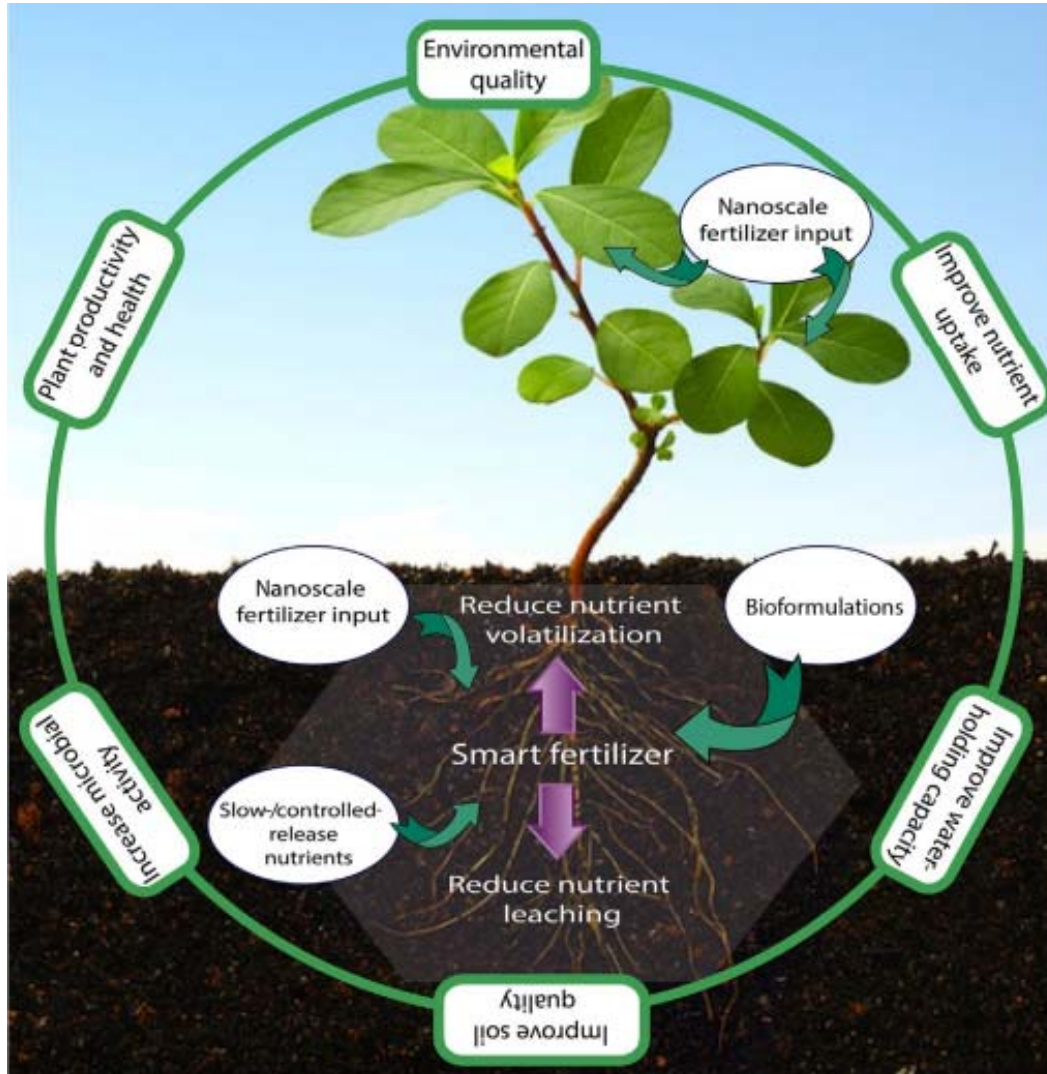 Environmental
quality
Nanoscale
fertilizer input
Improve nutrient
uptake
Plant productivity
and health
Nanoscale
fertilizer input
Reduce nutrient
volatilization
Bioformulations
Smart fertilizer
Improve water-
holding capacity
Increase microbial
activity
Slow-/controlled-
release
nutrients
Reduce nutrient
leaching
Improve soil
quality